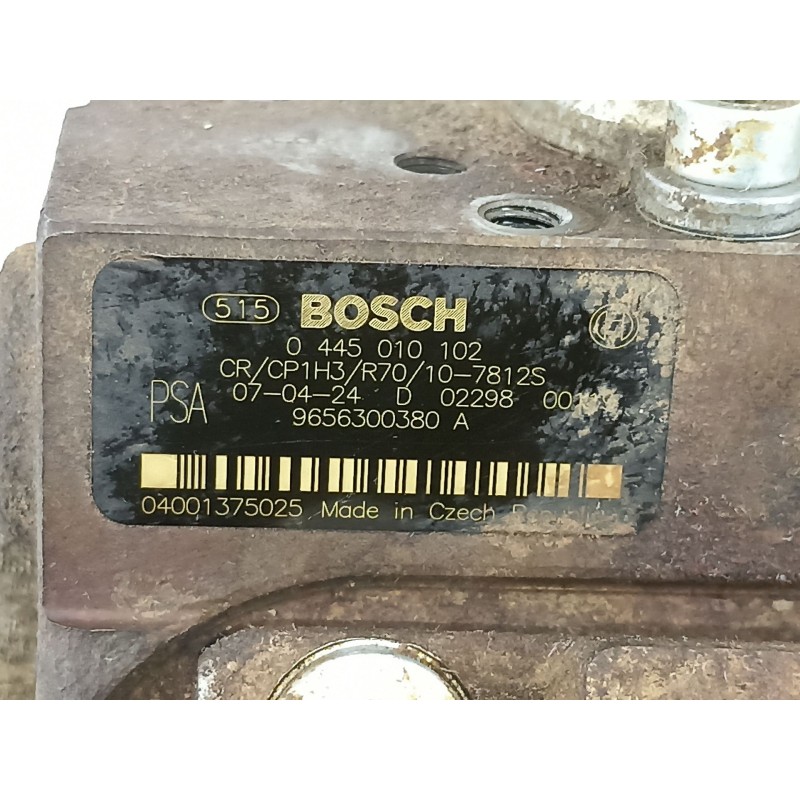 515 BOSCH
0 445 010 102
CR/CP1H3/R70/10-7812S
PSA 07-04-24 D 02298
9656300380 A
04001375025 Made in Czech Republic